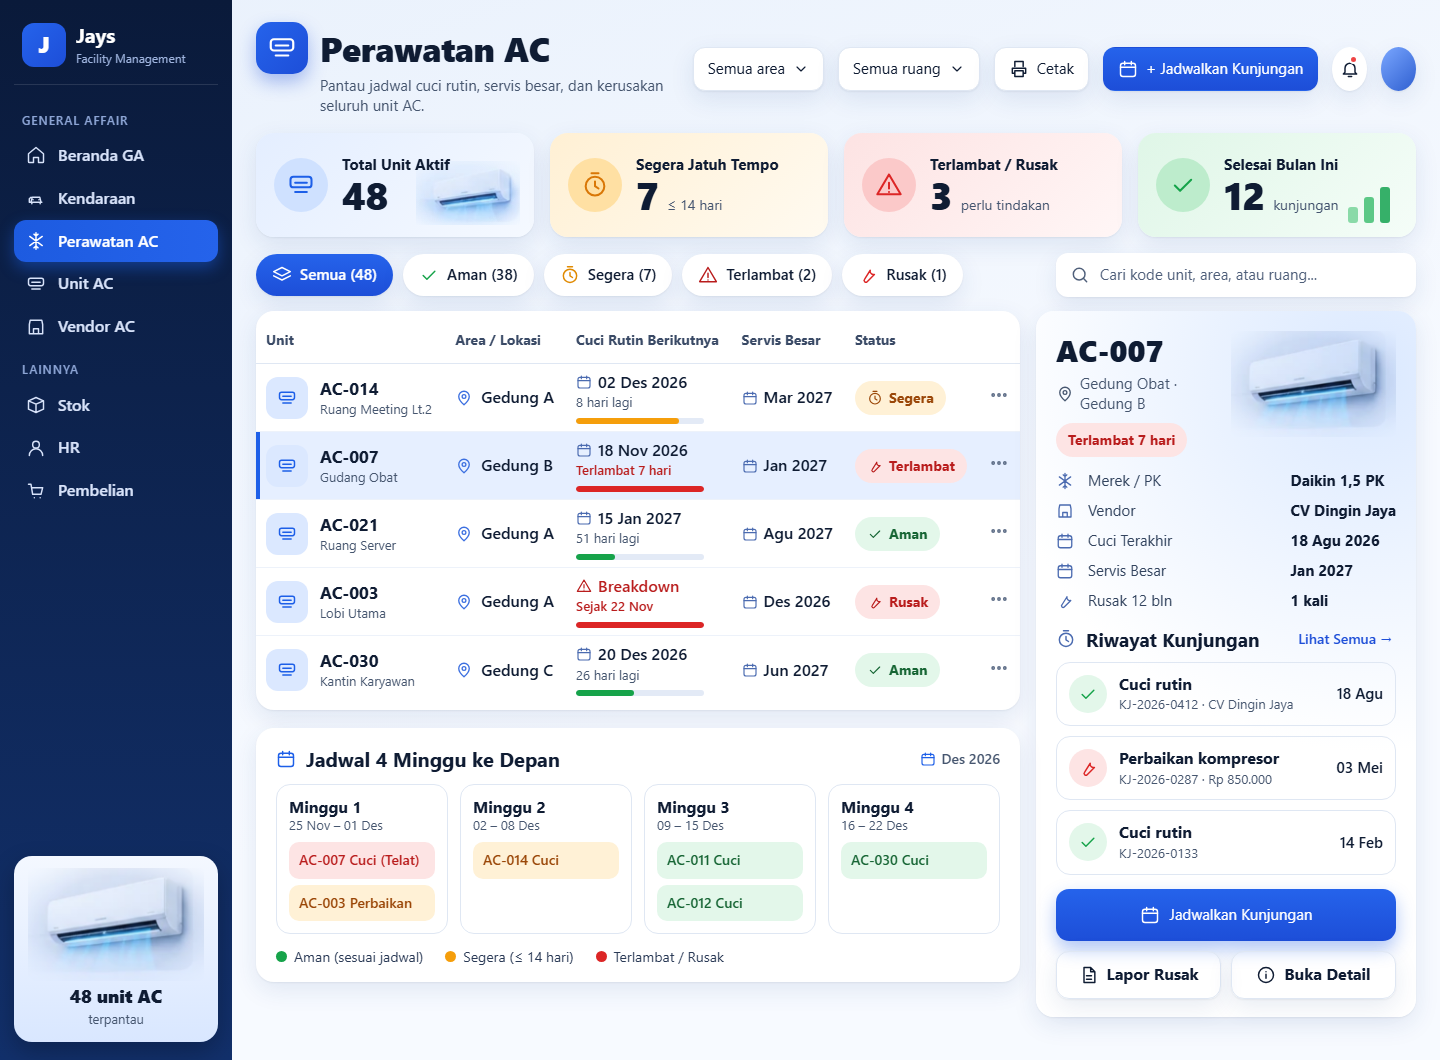 J
Jays
Facility Management
GENERAL AFFAIR
Beranda GA
Kendaraan
Perawatan AC
Unit AC
Vendor AC
LAINNYA
Stok
HR
Pembelian
48 unit AC
terpantau
Perawatan AC
Pantau jadwal cuci rutin, servis besar, dan kerusakan
seluruh unit AC.
Semua area
Semua ruang
Cetak
+ Jadwalkan Kunjungan
Total Unit Aktif
48
Segera Jatuh Tempo
7 ≤ 14 hari
Terlambat / Rusak
3 perlu tindakan
Selesai Bulan Ini
12 kunjungan
Semua (48)
Aman (38)
Segera (7)
Terlambat (2)
Rusak (1)
Cari kode unit, area, atau ruang...
Unit Area / Lokasi Cuci Rutin Berikutnya Servis Besar Status
AC-014
Ruang Meeting Lt.2
Gedung A
02 Des 2026
8 hari lagi
Mar 2027
Segera
AC-007
Gudang Obat
Gedung B
18 Nov 2026
Terlambat 7 hari
Jan 2027
Terlambat
AC-021
Ruang Server
Gedung A
15 Jan 2027
51 hari lagi
Agu 2027
Aman
AC-003
Lobi Utama
Gedung A
Breakdown
Sejak 22 Nov
Des 2026
Rusak
AC-030
Kantin Karyawan
Gedung C
20 Des 2026
26 hari lagi
Jun 2027
Aman
Jadwal 4 Minggu ke Depan
Des 2026
Minggu 1
25 Nov – 01 Des
AC-007 Cuci (Telat)
AC-003 Perbaikan
Minggu 2
02 – 08 Des
AC-014 Cuci
Minggu 3
09 – 15 Des
AC-011 Cuci
AC-012 Cuci
Minggu 4
16 – 22 Des
AC-030 Cuci
Aman (sesuai jadwal)
Segera (≤ 14 hari)
Terlambat / Rusak
AC-007
Gedung Obat ·
Gedung B
Terlambat 7 hari
Merek / PK Daikin 1,5 PK
Vendor CV Dingin Jaya
Cuci Terakhir 18 Agu 2026
Servis Besar Jan 2027
Rusak 12 bln 1 kali
Riwayat Kunjungan
Lihat Semua →
Cuci rutin
KJ-2026-0412 · CV Dingin Jaya
18 Agu
Perbaikan kompresor
KJ-2026-0287 · Rp 850.000
03 Mei
Cuci rutin
KJ-2026-0133
14 Feb
Jadwalkan Kunjungan
Lapor Rusak
Buka Detail